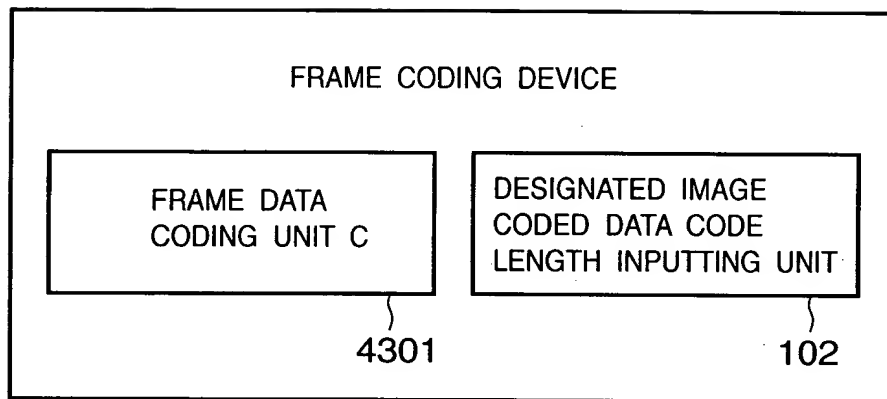 FRAME CODING DEVICE
FRAME DATA
CODING UNIT C
4301
DESIGNATED IMAGE
CODED DATA CODE
LENGTH INPUTTING UNIT
102